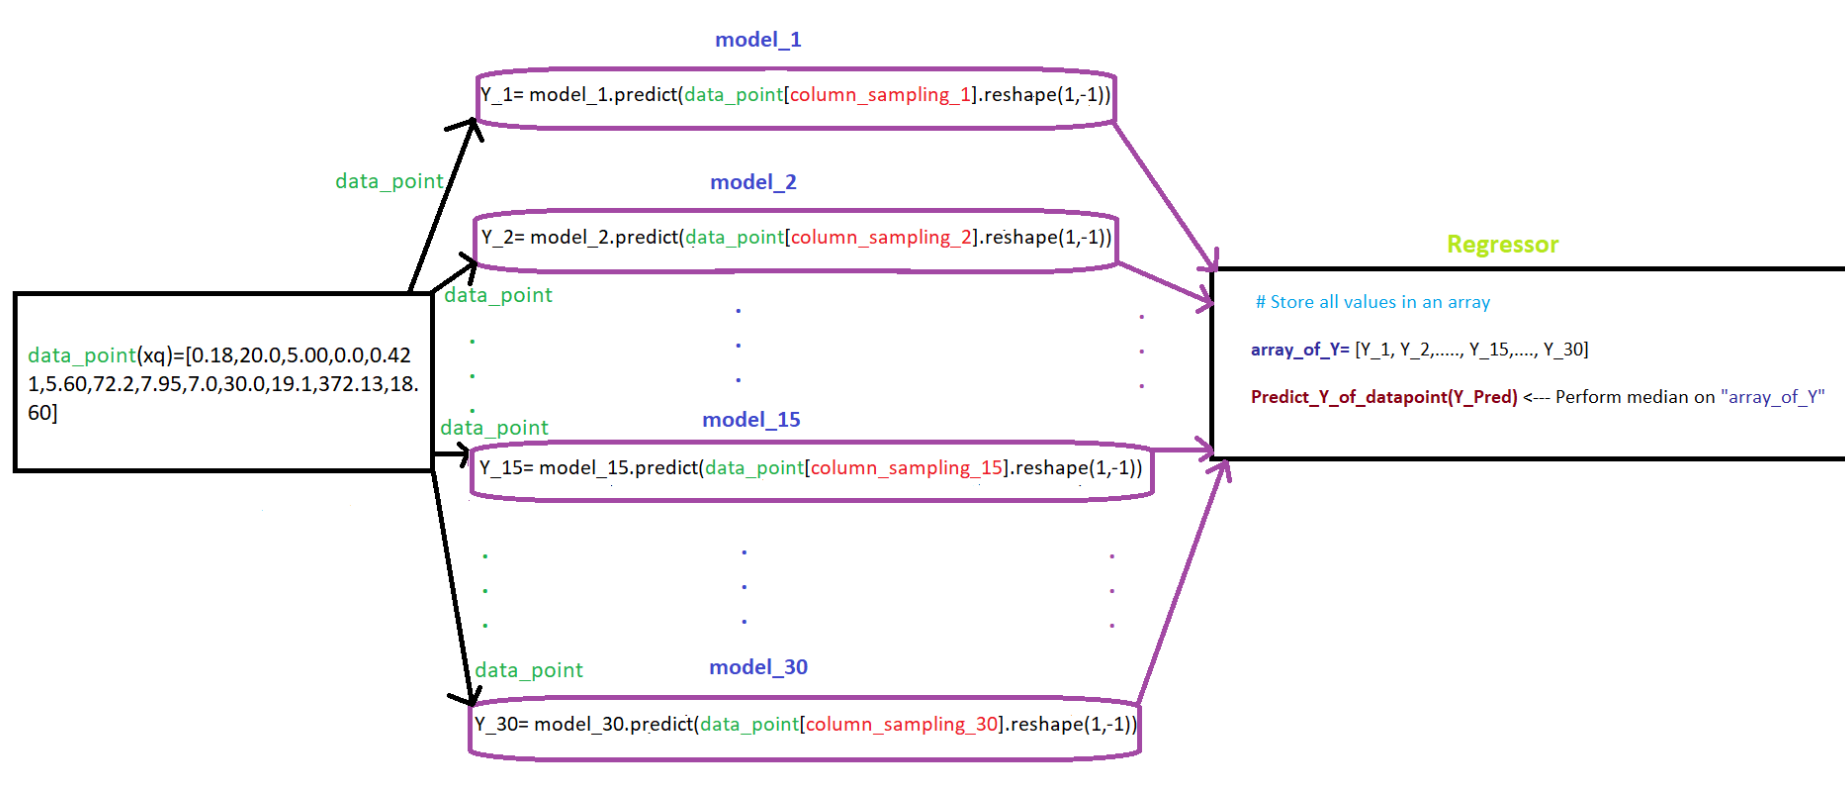 model_1
Y_1= model_1.predict(data_point[column_sampling_1].reshape(1,-1))
data_point
model_2
Y_2= model_2.predict(data_point[column_sampling_2].reshape(1,-1))
data_point
Regressor
# Store all values in an array
array_of_Y= [Y_1, Y_2,....., Y_15,...., Y_30]
Predict_Y_of_datapoint(Y_Pred) <--- Perform median on "array_of_Y"
data_point(xq)=[0.18,20.0,5.00,0.0,0.42
1,5.60,72.2,7.95,7.0,30.0,19.1,372.13,18.
60]
data_point
model_15
Y_15= model_15.predict(data_point[column_sampling_15].reshape(1,-1))
data_point
model_30
Y_30= model_30.predict(data_point[column_sampling_30].reshape(1,-1))